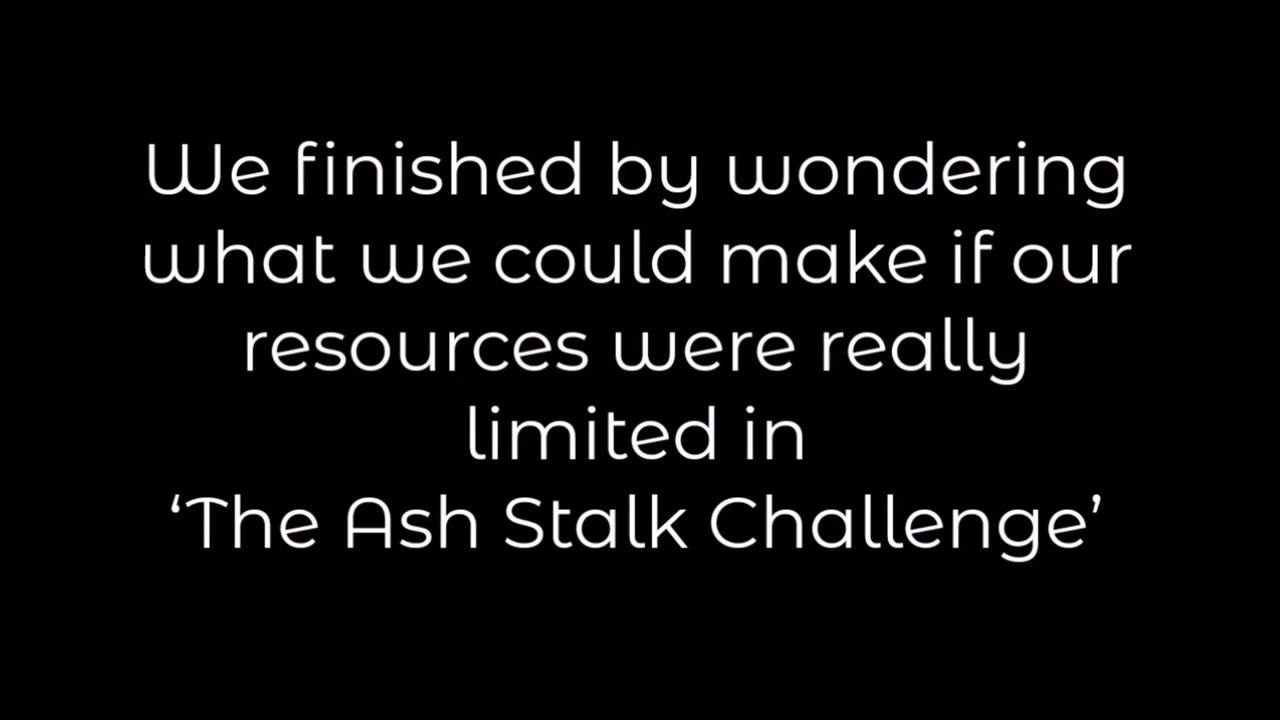 We finished by wondering
what we could make if our
resources were really
limited in
‘The Ash Stalk Challenge’